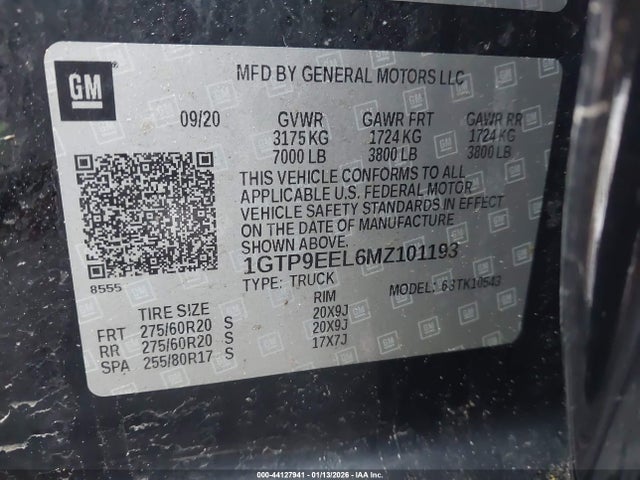 GM
MFD BY GENERAL MOTORS LLC
09/20 GVWR GAWR FRT GAWR RR
3175 KG 1724 KG 1724 KG
7000 LB 3800 LB 3800 LB
THIS VEHICLE CONFORMS TO ALL
APPLICABLE U.S. FEDERAL MOTOR
VEHICLE SAFETY STANDARDS IN EFFECT
ON THE DATE OF MANUFACTURE
SHOWN ABOVE.
1GTP9EEL6MZ101193
8555
TYPE: TRUCK MODEL: 6STK10543
TIRE SIZE RIM
FRT 275/60R20 S 20X9J
RR 275/60R20 S 20X9J
SPA 255/80R17 S 17X7J
000-44127941 - 01/13/2026 - IAAI.COM